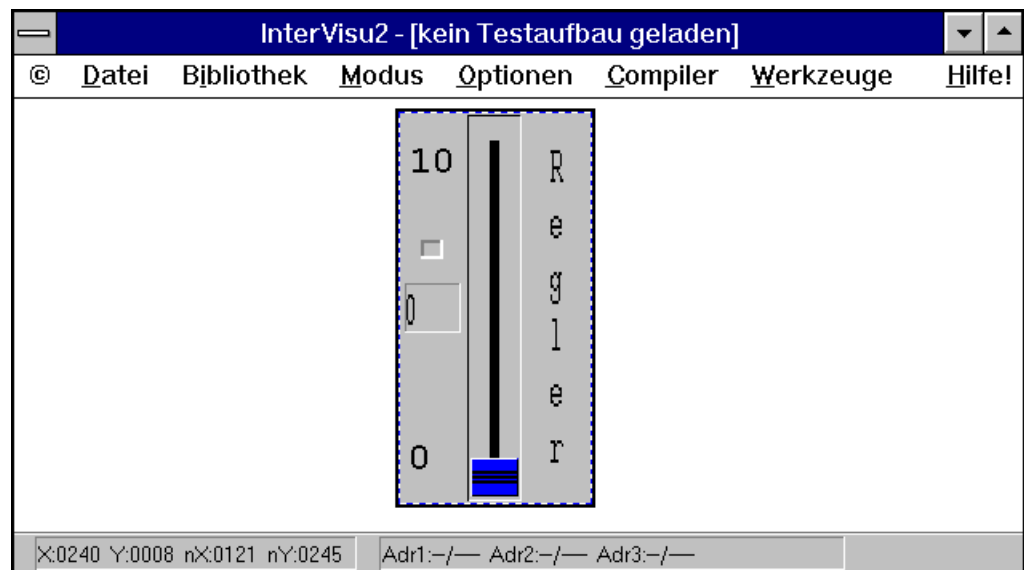 InterVisu2 - [kein Testaufbau geladen]
© Datei Bibliothek Modus Optionen Compiler Werkzeuge Hilfe!
10
0
0
Regler
X:0240 Y:0008 nX:0121 nY:0245 Adr1:–/–– Adr2:–/–– Adr3:–/––